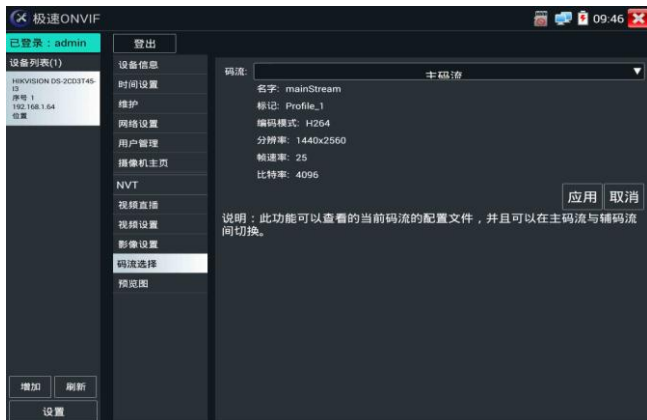 极速ONVIF
09:46
已登录：admin
登出
设备列表(1)
HIKVISION DS-2CD3T45-
I3
序号 1
192.168.1.64
位置
设备信息
时间设置
维护
网络设置
用户管理
摄像机主页
NVT
视频直播
视频设置
影像设置
码流选择
预览图
码流:
主码流
名字: mainStream
标记: Profile_1
编码模式: H264
分辨率: 1440x2560
帧速率: 25
比特率: 4096
应用
取消
说明：此功能可以查看的当前码流的配置文件，并且可以在主码流与辅码流
间切换。
增加
刷新
设置